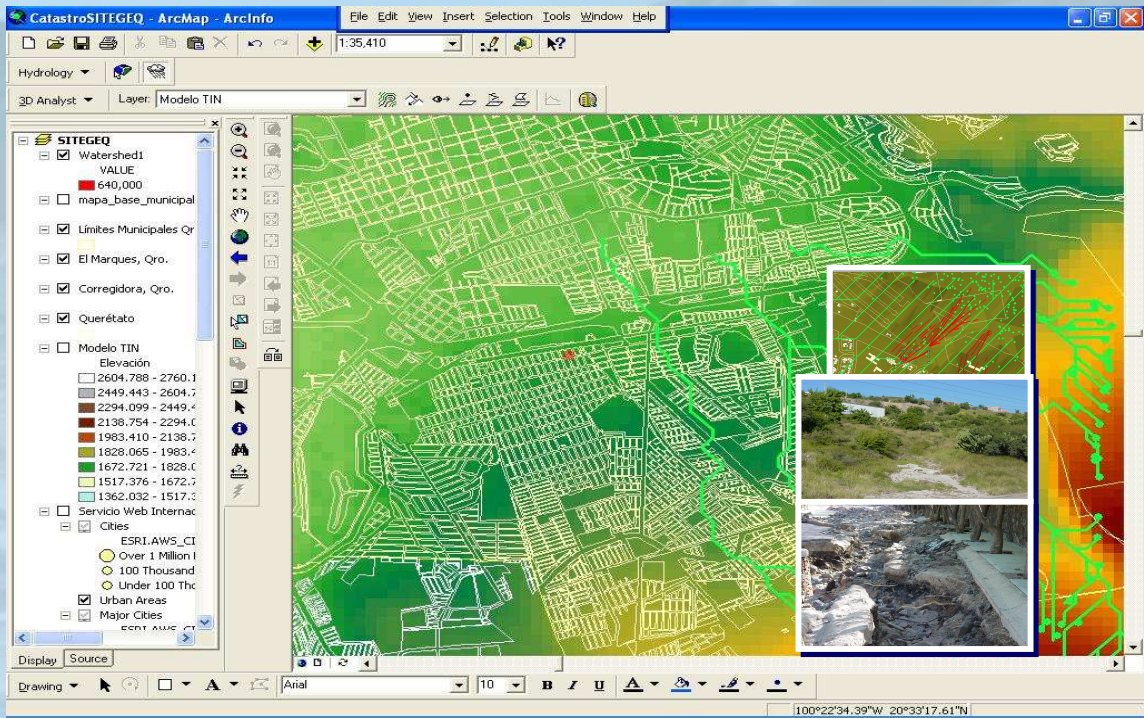 CatastroSITEGEQ - ArcMap - ArcInfo
File Edit View Insert Selection Tools Window Help
1:35,410
Hydrology
3D Analyst
Layer: Modelo TIN
SITEGEQ
Watershed1
VALUE
640,000
mapa_base_municipal
Límites Municipales Qr
El Marques, Qro.
Corregidora, Qro.
Querétato
Modelo TIN
Elevación
2604.788 - 2760.1
2449.443 - 2604.7
2294.099 - 2449.4
2138.754 - 2294.0
1983.410 - 2138.7
1828.065 - 1983.4
1672.721 - 1828.0
1517.376 - 1672.7
1362.032 - 1517.3
Servicio Web Internac
Cities
ESRI.AWS_CI
Over 1 Million
100 Thousand
Under 100 Tho
Urban Areas
Major Cities
ESRI.AWS_CI
Display Source
Drawing
A
Arial
10
B I U A
100°22'34.39"W 20°33'17.61"N